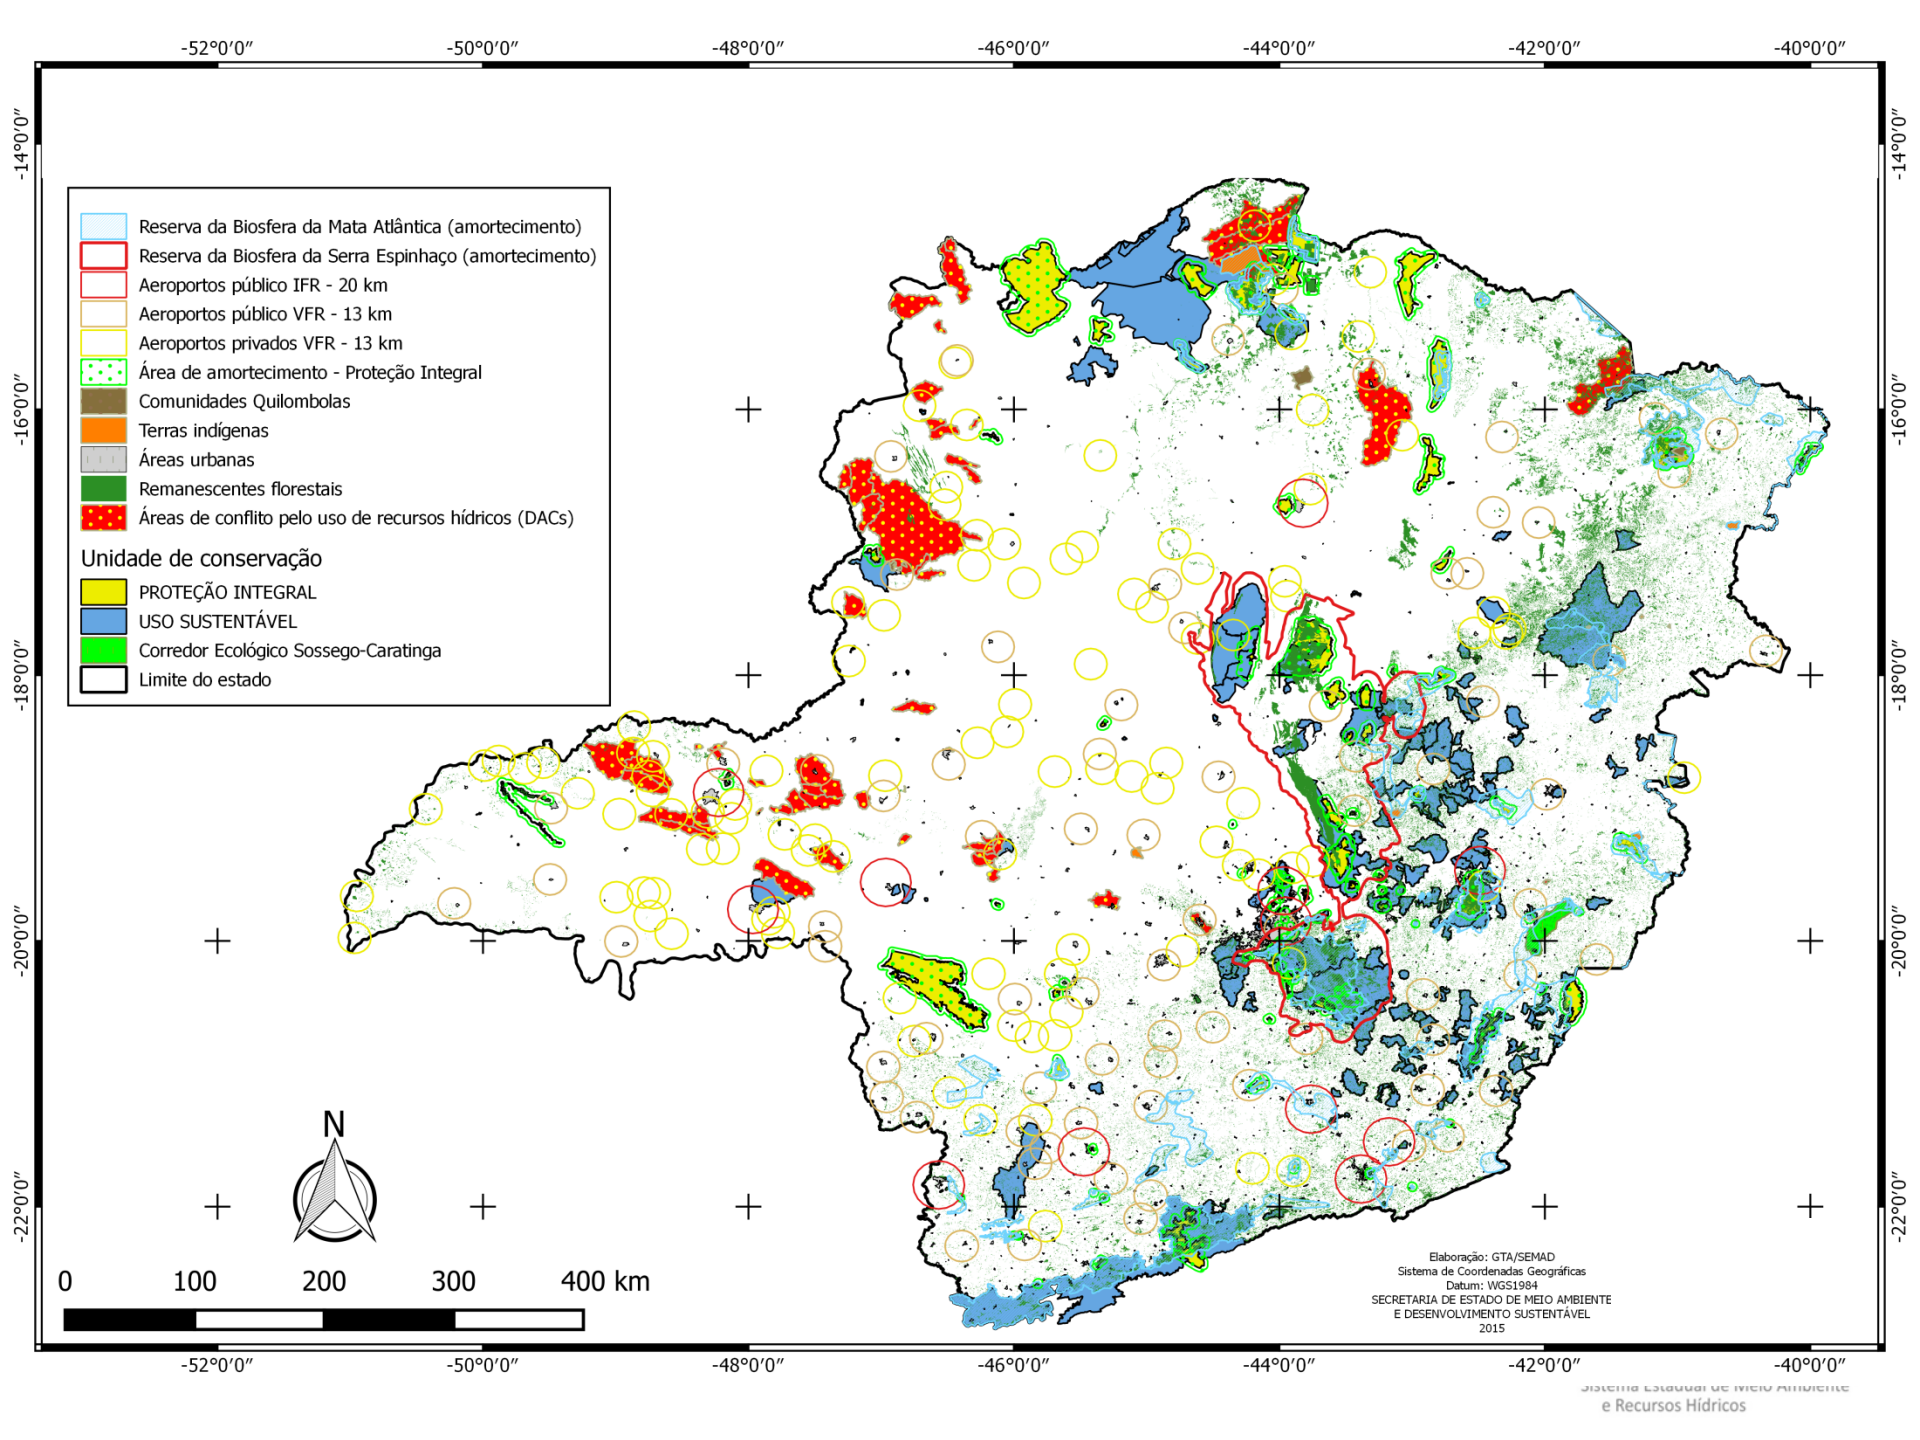 -52°0′0″ -50°0′0″ -48°0′0″ -46°0′0″ -44°0′0″ -42°0′0″ -40°0′0″
-14°0′0″ -14°0′0″
-16°0′0″ -16°0′0″
-18°0′0″ -18°0′0″
-20°0′0″ -20°0′0″
-22°0′0″ -22°0′0″
Reserva da Biosfera da Mata Atlântica (amortecimento)
Reserva da Biosfera da Serra Espinhaço (amortecimento)
Aeroportos público IFR - 20 km
Aeroportos público VFR - 13 km
Aeroportos privados VFR - 13 km
Área de amortecimento - Proteção Integral
Comunidades Quilombolas
Terras indígenas
Áreas urbanas
Remanescentes florestais
Áreas de conflito pelo uso de recursos hídricos (DACs)
Unidade de conservação
PROTEÇÃO INTEGRAL
USO SUSTENTÁVEL
Corredor Ecológico Sossego-Caratinga
Limite do estado
N
0 100 200 300 400 km
Elaboração: GTA/SEMAD
Sistema de Coordenadas Geográficas
Datum: WGS1984
SECRETARIA DE ESTADO DE MEIO AMBIENTE
E DESENVOLVIMENTO SUSTENTÁVEL
2015
-52°0′0″ -50°0′0″ -48°0′0″ -46°0′0″ -44°0′0″ -42°0′0″ -40°0′0″
Sistema Estadual de Meio Ambiente
e Recursos Hídricos